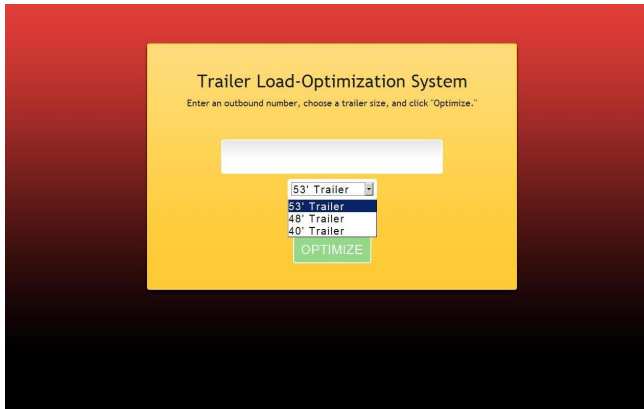 Trailer Load-Optimization System
Enter an outbound number, choose a trailer size, and click "Optimize."
53' Trailer
53' Trailer
48' Trailer
40' Trailer
OPTIMIZE